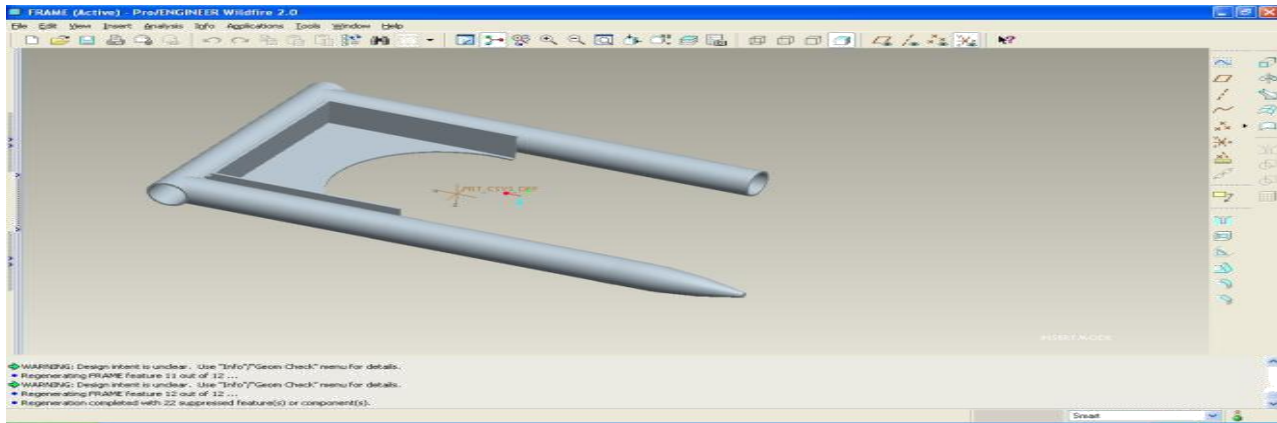 FRAME (Active) - Pro/ENGINEER Wildfire 2.0
File Edit View Insert Analysis Info Applications Tools Window Help
PRT_CSYS_DEF
INSERT MODE
WARNING: Design intent is unclear. Use "Info"/"Geom Check" menu for details.
Regenerating FRAME feature 11 out of 12 ...
WARNING: Design intent is unclear. Use "Info"/"Geom Check" menu for details.
Regenerating FRAME feature 12 out of 12 ...
Regeneration completed with 22 suppressed feature(s) or component(s).
Smart